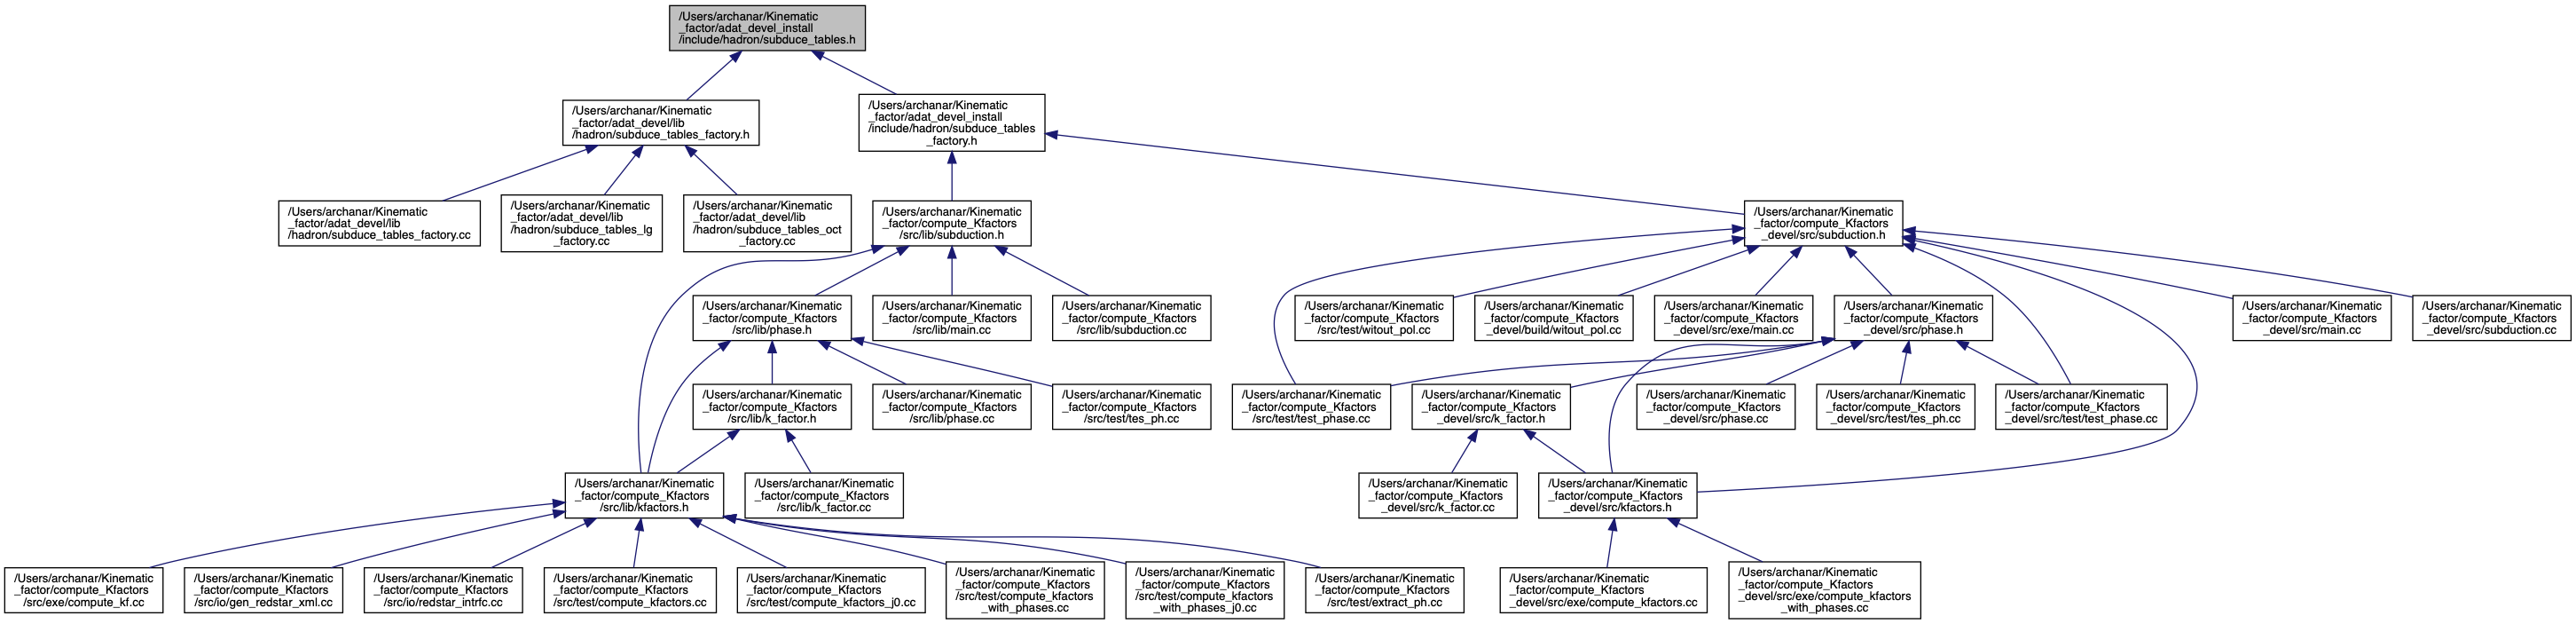 /Users/archanar/Kinematic
_factor/adat_devel_install
/include/hadron/subduce_tables.h
/Users/archanar/Kinematic
_factor/adat_devel/lib
/hadron/subduce_tables_factory.h
/Users/archanar/Kinematic
_factor/adat_devel_install
/include/hadron/subduce_tables
_factory.h
/Users/archanar/Kinematic
_factor/adat_devel/lib
/hadron/subduce_tables_factory.cc
/Users/archanar/Kinematic
_factor/adat_devel/lib
/hadron/subduce_tables_lg
_factory.cc
/Users/archanar/Kinematic
_factor/adat_devel/lib
/hadron/subduce_tables_oct
_factory.cc
/Users/archanar/Kinematic
_factor/compute_Kfactors
/src/lib/subduction.h
/Users/archanar/Kinematic
_factor/compute_Kfactors
_devel/src/subduction.h
/Users/archanar/Kinematic
_factor/compute_Kfactors
/src/lib/phase.h
/Users/archanar/Kinematic
_factor/compute_Kfactors
/src/lib/main.cc
/Users/archanar/Kinematic
_factor/compute_Kfactors
/src/lib/subduction.cc
/Users/archanar/Kinematic
_factor/compute_Kfactors
/src/test/witout_pol.cc
/Users/archanar/Kinematic
_factor/compute_Kfactors
_devel/build/witout_pol.cc
/Users/archanar/Kinematic
_factor/compute_Kfactors
_devel/src/exe/main.cc
/Users/archanar/Kinematic
_factor/compute_Kfactors
_devel/src/phase.h
/Users/archanar/Kinematic
_factor/compute_Kfactors
_devel/src/main.cc
/Users/archanar/Kinematic
_factor/compute_Kfactors
_devel/src/subduction.cc
/Users/archanar/Kinematic
_factor/compute_Kfactors
/src/lib/k_factor.h
/Users/archanar/Kinematic
_factor/compute_Kfactors
/src/lib/phase.cc
/Users/archanar/Kinematic
_factor/compute_Kfactors
/src/test/tes_ph.cc
/Users/archanar/Kinematic
_factor/compute_Kfactors
/src/test/test_phase.cc
/Users/archanar/Kinematic
_factor/compute_Kfactors
_devel/src/k_factor.h
/Users/archanar/Kinematic
_factor/compute_Kfactors
_devel/src/phase.cc
/Users/archanar/Kinematic
_factor/compute_Kfactors
_devel/src/test/tes_ph.cc
/Users/archanar/Kinematic
_factor/compute_Kfactors
_devel/src/test/test_phase.cc
/Users/archanar/Kinematic
_factor/compute_Kfactors
/src/lib/kfactors.h
/Users/archanar/Kinematic
_factor/compute_Kfactors
/src/lib/k_factor.cc
/Users/archanar/Kinematic
_factor/compute_Kfactors
_devel/src/k_factor.cc
/Users/archanar/Kinematic
_factor/compute_Kfactors
_devel/src/kfactors.h
/Users/archanar/Kinematic
_factor/compute_Kfactors
/src/exe/compute_kf.cc
/Users/archanar/Kinematic
_factor/compute_Kfactors
/src/io/gen_redstar_xml.cc
/Users/archanar/Kinematic
_factor/compute_Kfactors
/src/io/redstar_intrfc.cc
/Users/archanar/Kinematic
_factor/compute_Kfactors
/src/test/compute_kfactors.cc
/Users/archanar/Kinematic
_factor/compute_Kfactors
/src/test/compute_kfactors_j0.cc
/Users/archanar/Kinematic
_factor/compute_Kfactors
/src/test/compute_kfactors
_with_phases.cc
/Users/archanar/Kinematic
_factor/compute_Kfactors
/src/test/compute_kfactors
_with_phases_j0.cc
/Users/archanar/Kinematic
_factor/compute_Kfactors
/src/test/extract_ph.cc
/Users/archanar/Kinematic
_factor/compute_Kfactors
_devel/src/exe/compute_kfactors.cc
/Users/archanar/Kinematic
_factor/compute_Kfactors
_devel/src/exe/compute_kfactors
_with_phases.cc